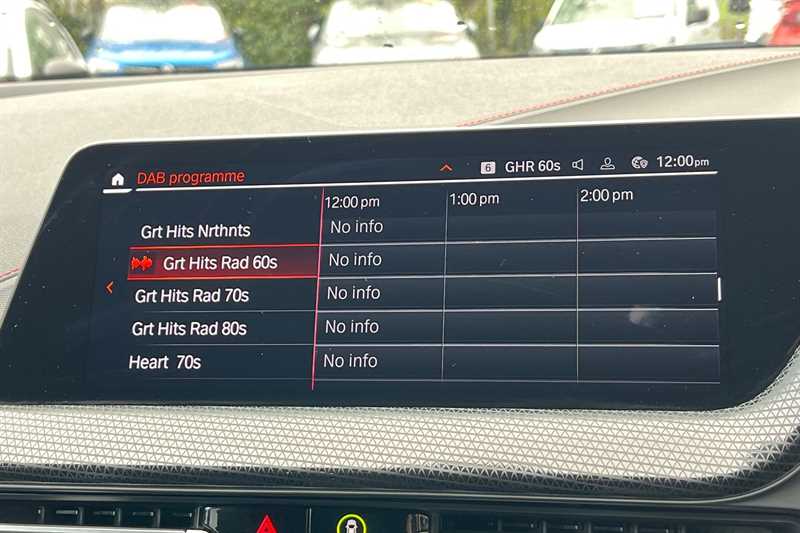 DAB programme
6 GHR 60s 12:00 pm
12:00 pm 1:00 pm 2:00 pm
Grt Hits Nrthnts No info
Grt Hits Rad 60s No info
Grt Hits Rad 70s No info
Grt Hits Rad 80s No info
Heart 70s No info